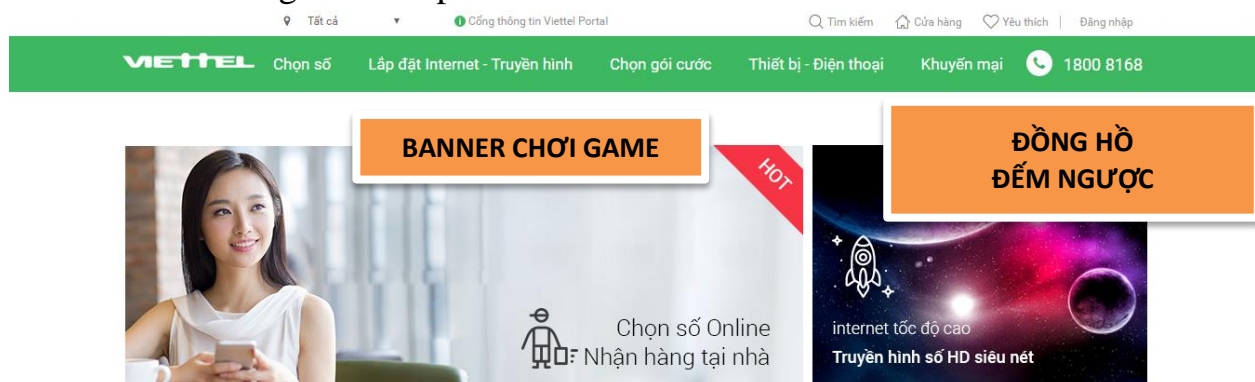 Tất cả
Cổng thông tin Viettel Portal
Tìm kiếm
Cửa hàng
Yêu thích
Đăng nhập
VIETTEL
Chọn số
Lắp đặt Internet - Truyền hình
Chọn gói cước
Thiết bị - Điện thoại
Khuyến mại
1800 8168
BANNER CHƠI GAME
ĐỒNG HỒ
ĐẾM NGƯỢC
HOT
Chọn số Online
Nhận hàng tại nhà
internet tốc độ cao
Truyền hình số HD siêu nét